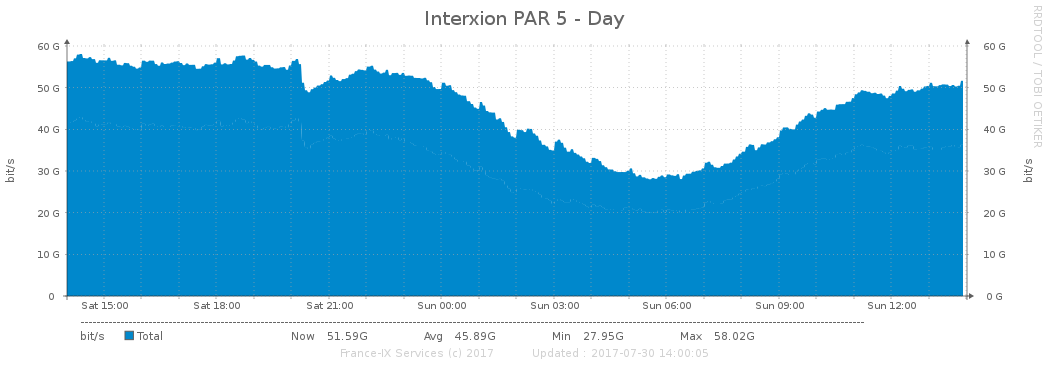 Interxion PAR 5 - Day
RRDTOOL / TOBI OETIKER
bit/s
bit/s
60 G 60 G
50 G 50 G
40 G 40 G
30 G 30 G
20 G 20 G
10 G 10 G
0 0 G
Sat 15:00 Sat 18:00 Sat 21:00 Sun 00:00 Sun 03:00 Sun 06:00 Sun 09:00 Sun 12:00
bit/s Total Now 51.59G Avg 45.89G Min 27.95G Max 58.02G
France-IX Services (c) 2017 Updated : 2017-07-30 14:00:05